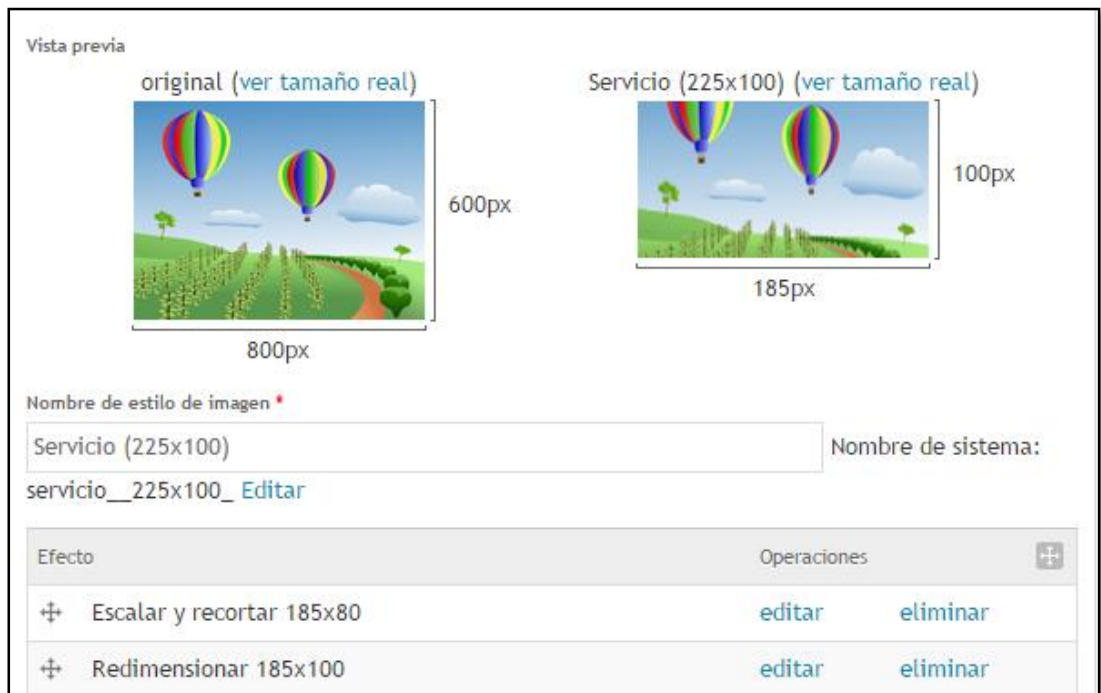 Vista previa
original (ver tamaño real)
Servicio (225x100) (ver tamaño real)
600px
100px
800px
185px
Nombre de estilo de imagen *
Servicio (225x100)
Nombre de sistema:
servicio__225x100_ Editar
Efecto Operaciones
Escalar y recortar 185x80 editar eliminar
Redimensionar 185x100 editar eliminar